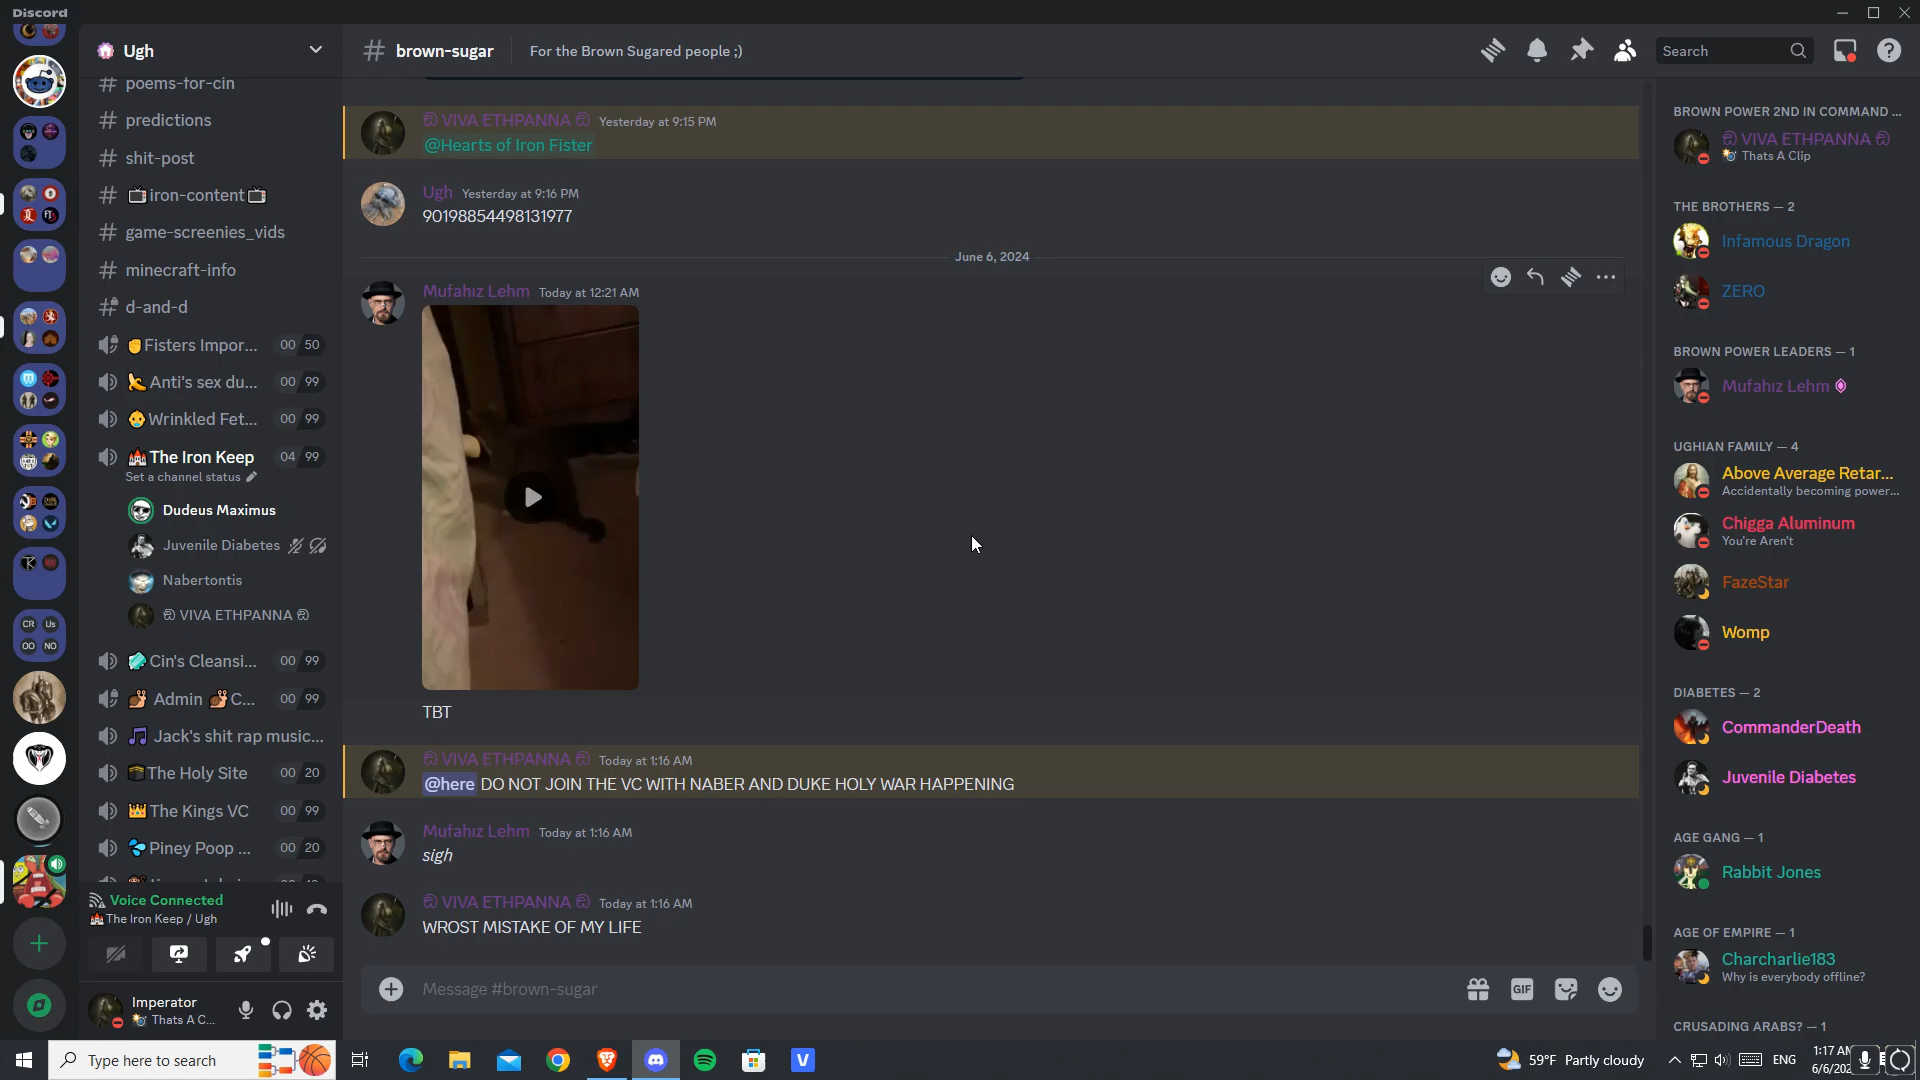 Discord
Ugh
poems-for-cin
predictions
shit-post
iron-content
game-screenies_vids
minecraft-info
d-and-d
Fisters Impor... 00 50
Anti's sex du... 00 99
Wrinkled Fet... 00 99
The Iron Keep 04 99
Set a channel status
Dudeus Maximus
Juvenile Diabetes
Nabertontis
VIVA ETHPANNA
Cin's Cleansi... 00 99
Admin C... 00 99
Jack's shit rap music...
The Holy Site 00 20
The Kings VC 00 99
Piney Poop ... 00 20
Voice Connected
The Iron Keep / Ugh
Imperator
Thats A C...
CR Us
OO NO
# brown-sugar
For the Brown Sugared people ;)
Search
VIVA ETHPANNA Yesterday at 9:15 PM
@Hearts of Iron Fister
Ugh Yesterday at 9:16 PM
90198854498131977
June 6, 2024
Mufahız Lehm Today at 12:21 AM
TBT
VIVA ETHPANNA Today at 1:16 AM
@here DO NOT JOIN THE VC WITH NABER AND DUKE HOLY WAR HAPPENING
Mufahız Lehm Today at 1:16 AM
sigh
VIVA ETHPANNA Today at 1:16 AM
WROST MISTAKE OF MY LIFE
Message #brown-sugar
GIF
BROWN POWER 2ND IN COMMAND ...
VIVA ETHPANNA
Thats A Clip
THE BROTHERS — 2
Infamous Dragon
ZERO
BROWN POWER LEADERS — 1
Mufahız Lehm
UGHIAN FAMILY — 4
Above Average Retar...
Accidentally becoming power...
Chigga Aluminum
You're Aren't
FazeStar
Womp
DIABETES — 2
CommanderDeath
Juvenile Diabetes
AGE GANG — 1
Rabbit Jones
AGE OF EMPIRE — 1
Charcharlie183
Why is everybody offline?
CRUSADING ARABS? — 1
Type here to search
59°F Partly cloudy
ENG
1:17 AM
6/6/202